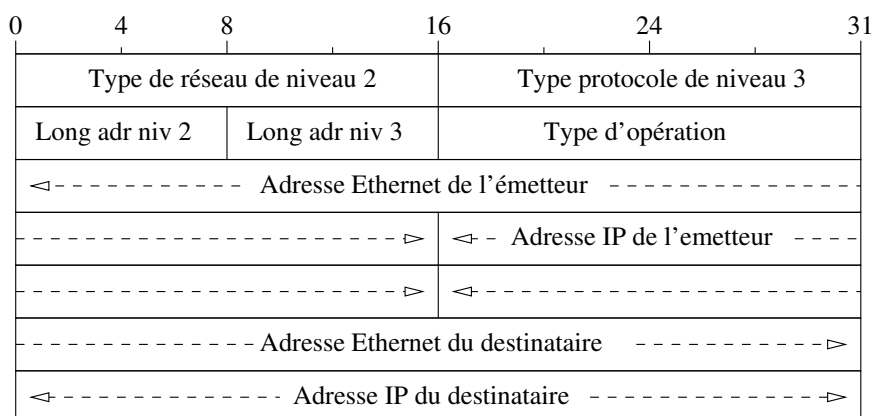 0 4 8 16 24 31
Type de réseau de niveau 2 Type protocole de niveau 3
Long adr niv 2 Long adr niv 3 Type d'opération
Adresse Ethernet de l'émetteur
Adresse IP de l'emetteur
Adresse Ethernet du destinataire
Adresse IP du destinataire